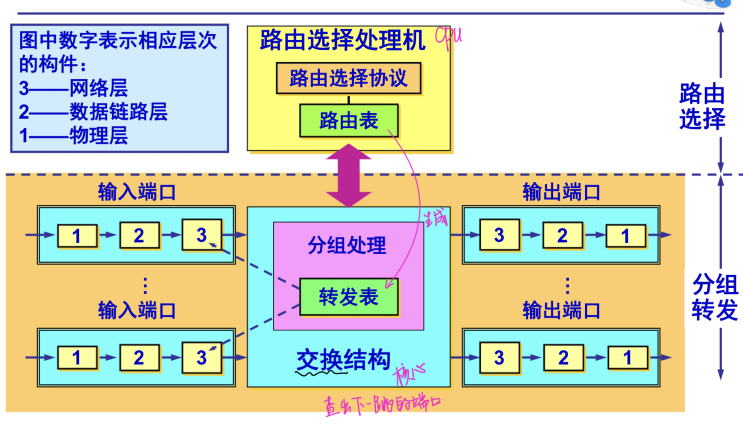 图中数字表示相应层次
的构件：
3——网络层
2——数据链路层
1——物理层
路由选择处理机
CPU
路由选择协议
路由表
路由
选择
输入端口
1
2
3
⋮
输入端口
1
2
3
生成
分组处理
转发表
交换结构
核心
查出下一跳的端口
输出端口
3
2
1
⋮
输出端口
3
2
1
分组
转发